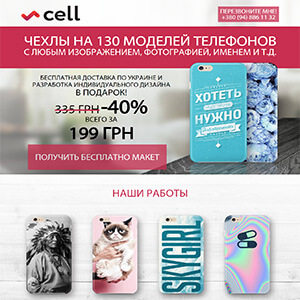 cell
ПЕРЕЗВОНИТЕ МНЕ!
+380 (94) 886 11 32
ЧЕХЛЫ НА 130 МОДЕЛЕЙ ТЕЛЕФОНОВ
С ЛЮБЫМ ИЗОБРАЖЕНИЕМ, ФОТОГРАФИЕЙ, ИМЕНЕМ И Т.Д.
БЕСПЛАТНАЯ ДОСТАВКА ПО УКРАИНЕ И
РАЗРАБОТКА ИНДИВИДУАЛЬНОГО ДИЗАЙНА
В ПОДАРОК!
335 ГРН -40%
ВСЕГО ЗА
199 ГРН
ПОЛУЧИТЬ БЕСПЛАТНО МАКЕТ
ХОТЕТЬ
НУЖНО
НАШИ РАБОТЫ
SKYGIRL